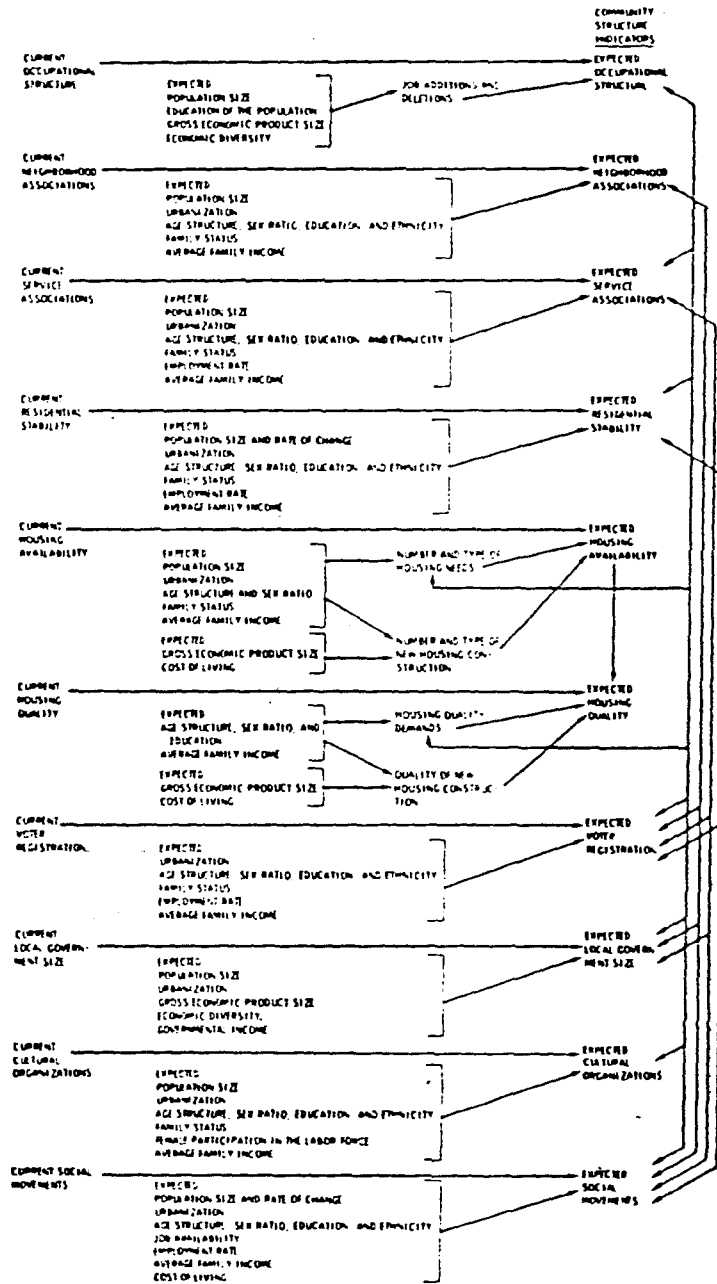 COMMUNITY
STRUCTURE
INDICATORS
CURRENT
OCCUPATIONAL
STRUCTURE
EXPECTED
POPULATION SIZE
EDUCATION OF THE POPULATION
GROSS ECONOMIC PRODUCT SIZE
ECONOMIC DIVERSITY
JOB ADDITIONS AND
DELETIONS
EXPECTED
OCCUPATIONAL
STRUCTURE
CURRENT
NEIGHBORHOOD
ASSOCIATIONS
EXPECTED
POPULATION SIZE
URBANIZATION
AGE STRUCTURE, SEX RATIO, EDUCATION, AND ETHNICITY
FAMILY STATUS
AVERAGE FAMILY INCOME
EXPECTED
NEIGHBORHOOD
ASSOCIATIONS
CURRENT
SERVICE
ASSOCIATIONS
EXPECTED
POPULATION SIZE
URBANIZATION
AGE STRUCTURE, SEX RATIO, EDUCATION, AND ETHNICITY
FAMILY STATUS
EMPLOYMENT RATE
AVERAGE FAMILY INCOME
EXPECTED
SERVICE
ASSOCIATIONS
CURRENT
RESIDENTIAL
STABILITY
EXPECTED
POPULATION SIZE AND RATE OF CHANGE
URBANIZATION
AGE STRUCTURE, SEX RATIO, EDUCATION, AND ETHNICITY
FAMILY STATUS
EMPLOYMENT RATE
AVERAGE FAMILY INCOME
EXPECTED
RESIDENTIAL
STABILITY
CURRENT
HOUSING
AVAILABILITY
EXPECTED
POPULATION SIZE
URBANIZATION
AGE STRUCTURE AND SEX RATIO
FAMILY STATUS
AVERAGE FAMILY INCOME
EXPECTED
GROSS ECONOMIC PRODUCT SIZE
COST OF LIVING
NUMBER AND TYPE OF
HOUSING NEEDS
NUMBER AND TYPE OF
NEW HOUSING CON-
STRUCTION
EXPECTED
HOUSING
AVAILABILITY
CURRENT
HOUSING
QUALITY
EXPECTED
AGE STRUCTURE, SEX RATIO, AND
EDUCATION
AVERAGE FAMILY INCOME
EXPECTED
GROSS ECONOMIC PRODUCT SIZE
COST OF LIVING
HOUSING QUALITY
DEMANDS
QUALITY OF NEW
HOUSING CONSTRUC-
TION
EXPECTED
HOUSING
QUALITY
CURRENT
VOTER
REGISTRATION
EXPECTED
URBANIZATION
AGE STRUCTURE, SEX RATIO, EDUCATION, AND ETHNICITY
FAMILY STATUS
EMPLOYMENT RATE
AVERAGE FAMILY INCOME
EXPECTED
VOTER
REGISTRATION
CURRENT
LOCAL GOVERN-
MENT SIZE
EXPECTED
POPULATION SIZE
URBANIZATION
GROSS ECONOMIC PRODUCT SIZE
ECONOMIC DIVERSITY,
GOVERNMENTAL INCOME
EXPECTED
LOCAL GOVERN-
MENT SIZE
CURRENT
CULTURAL
ORGANIZATIONS
EXPECTED
POPULATION SIZE
URBANIZATION
AGE STRUCTURE, SEX RATIO, EDUCATION, AND ETHNICITY
FAMILY STATUS
FEMALE PARTICIPATION IN THE LABOR FORCE
AVERAGE FAMILY INCOME
EXPECTED
CULTURAL
ORGANIZATIONS
CURRENT SOCIAL
MOVEMENTS
EXPECTED
POPULATION SIZE AND RATE OF CHANGE
URBANIZATION
AGE STRUCTURE, SEX RATIO, EDUCATION, AND ETHNICITY
JOB AVAILABILITY
EMPLOYMENT RATE
AVERAGE FAMILY INCOME
COST OF LIVING
EXPECTED
SOCIAL
MOVEMENTS